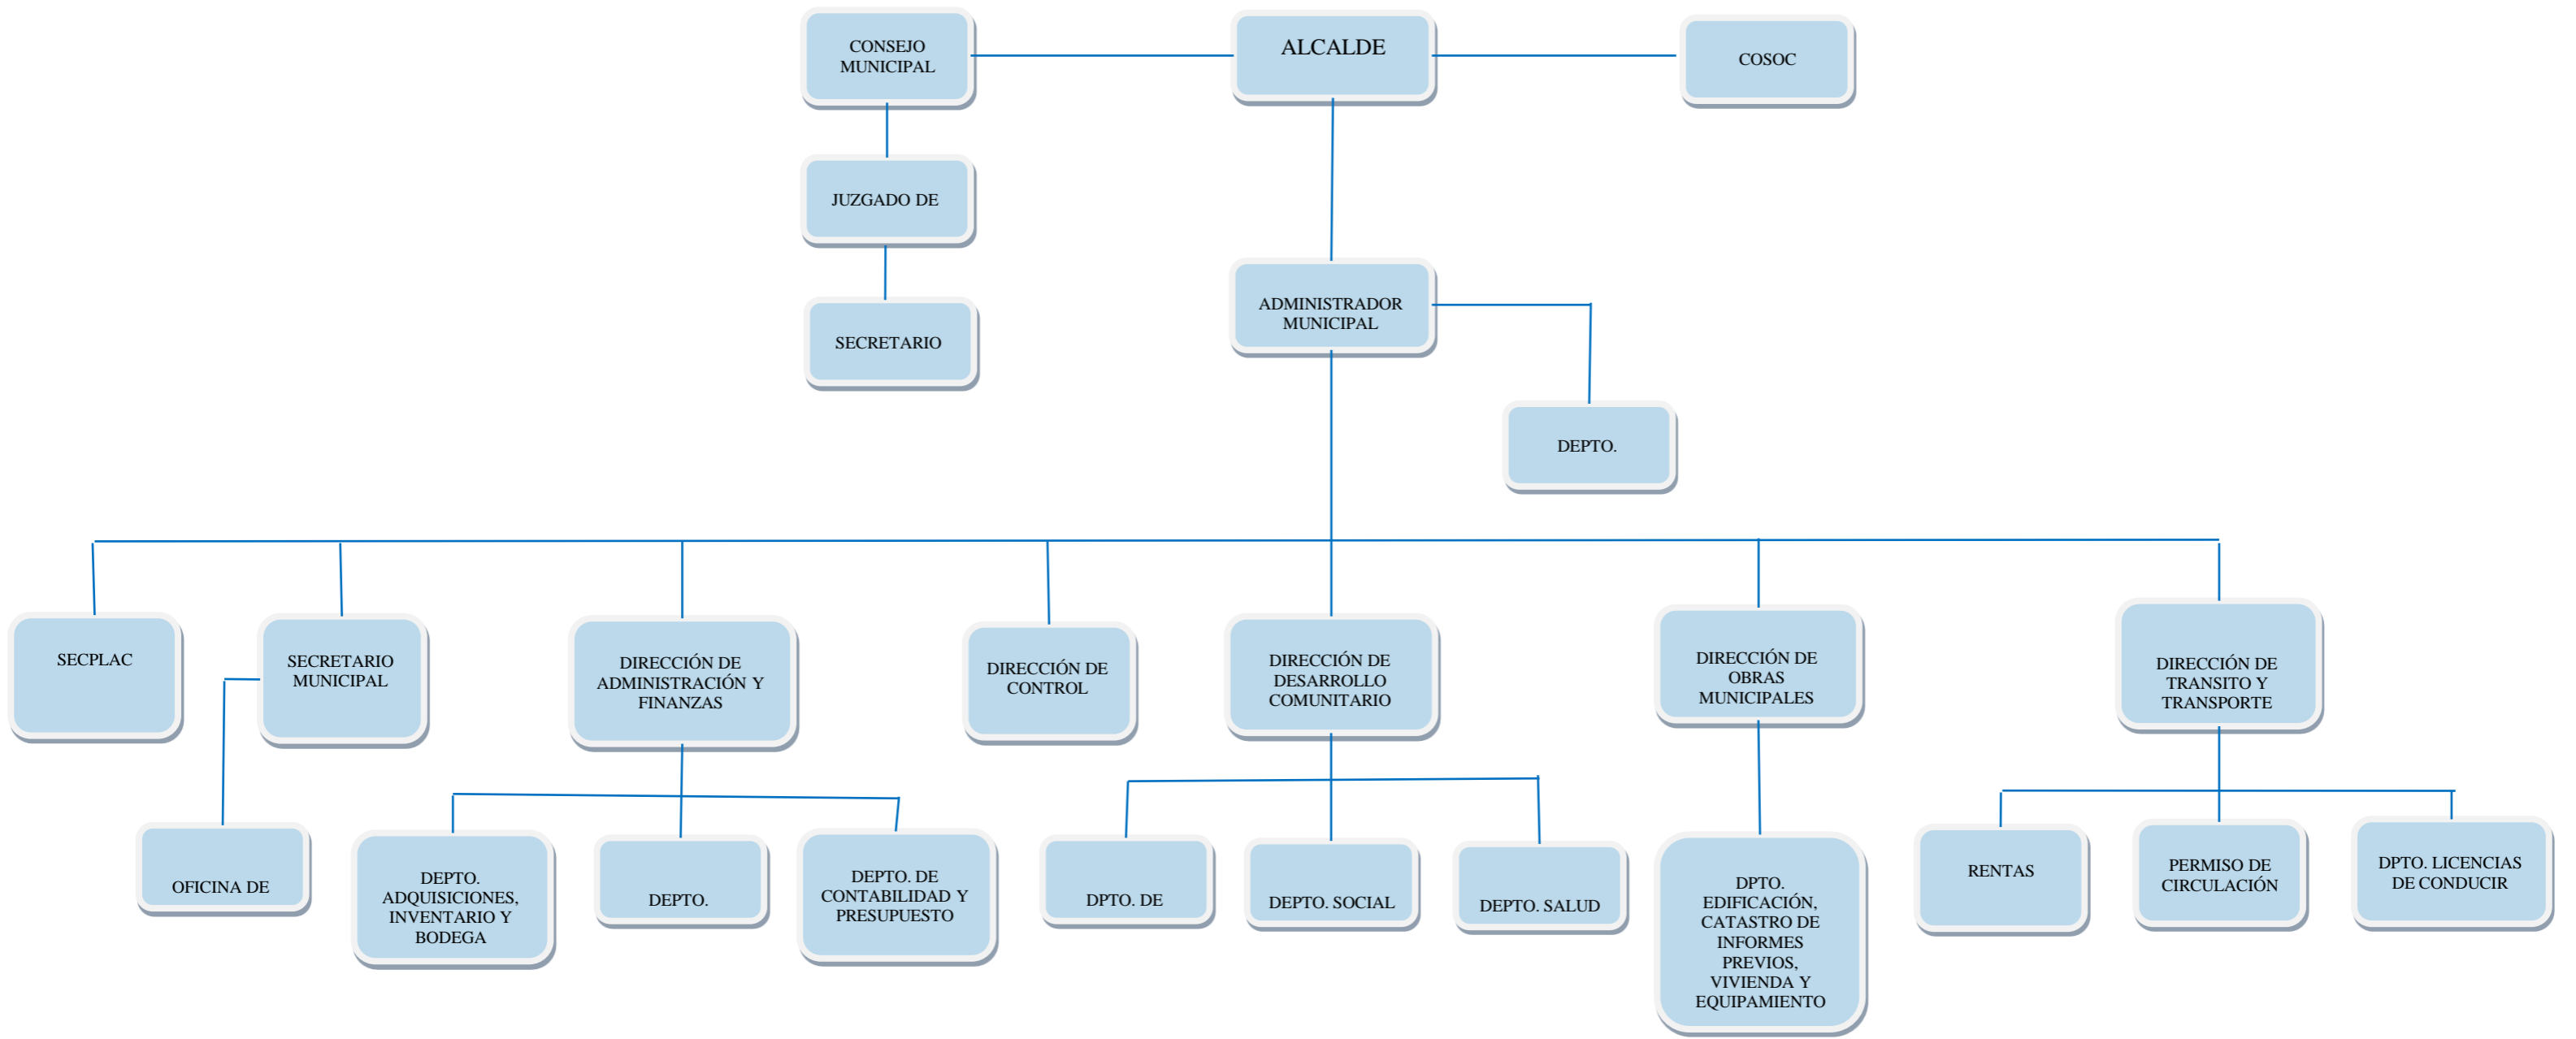 CONSEJO
MUNICIPAL
ALCALDE
COSOC
JUZGADO DE
SECRETARIO
ADMINISTRADOR
MUNICIPAL
DEPTO.
SECPLAC
SECRETARIO
MUNICIPAL
DIRECCIÓN DE
ADMINISTRACIÓN Y
FINANZAS
DIRECCIÓN DE
CONTROL
DIRECCIÓN DE
DESARROLLO
COMUNITARIO
DIRECCIÓN DE
OBRAS
MUNICIPALES
DIRECCIÓN DE
TRANSITO Y
TRANSPORTE
OFICINA DE
DEPTO.
ADQUISICIONES,
INVENTARIO Y
BODEGA
DEPTO.
DEPTO. DE
CONTABILIDAD Y
PRESUPUESTO
DPTO. DE
DEPTO. SOCIAL
DEPTO. SALUD
DPTO.
EDIFICACIÓN,
CATASTRO DE
INFORMES
PREVIOS,
VIVIENDA Y
EQUIPAMIENTO
RENTAS
PERMISO DE
CIRCULACIÓN
DPTO. LICENCIAS
DE CONDUCIR